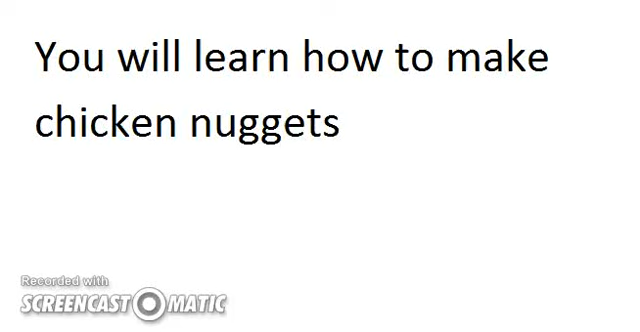 You will learn how to make
chicken nuggets
Recorded with
SCREENCAST O MATIC